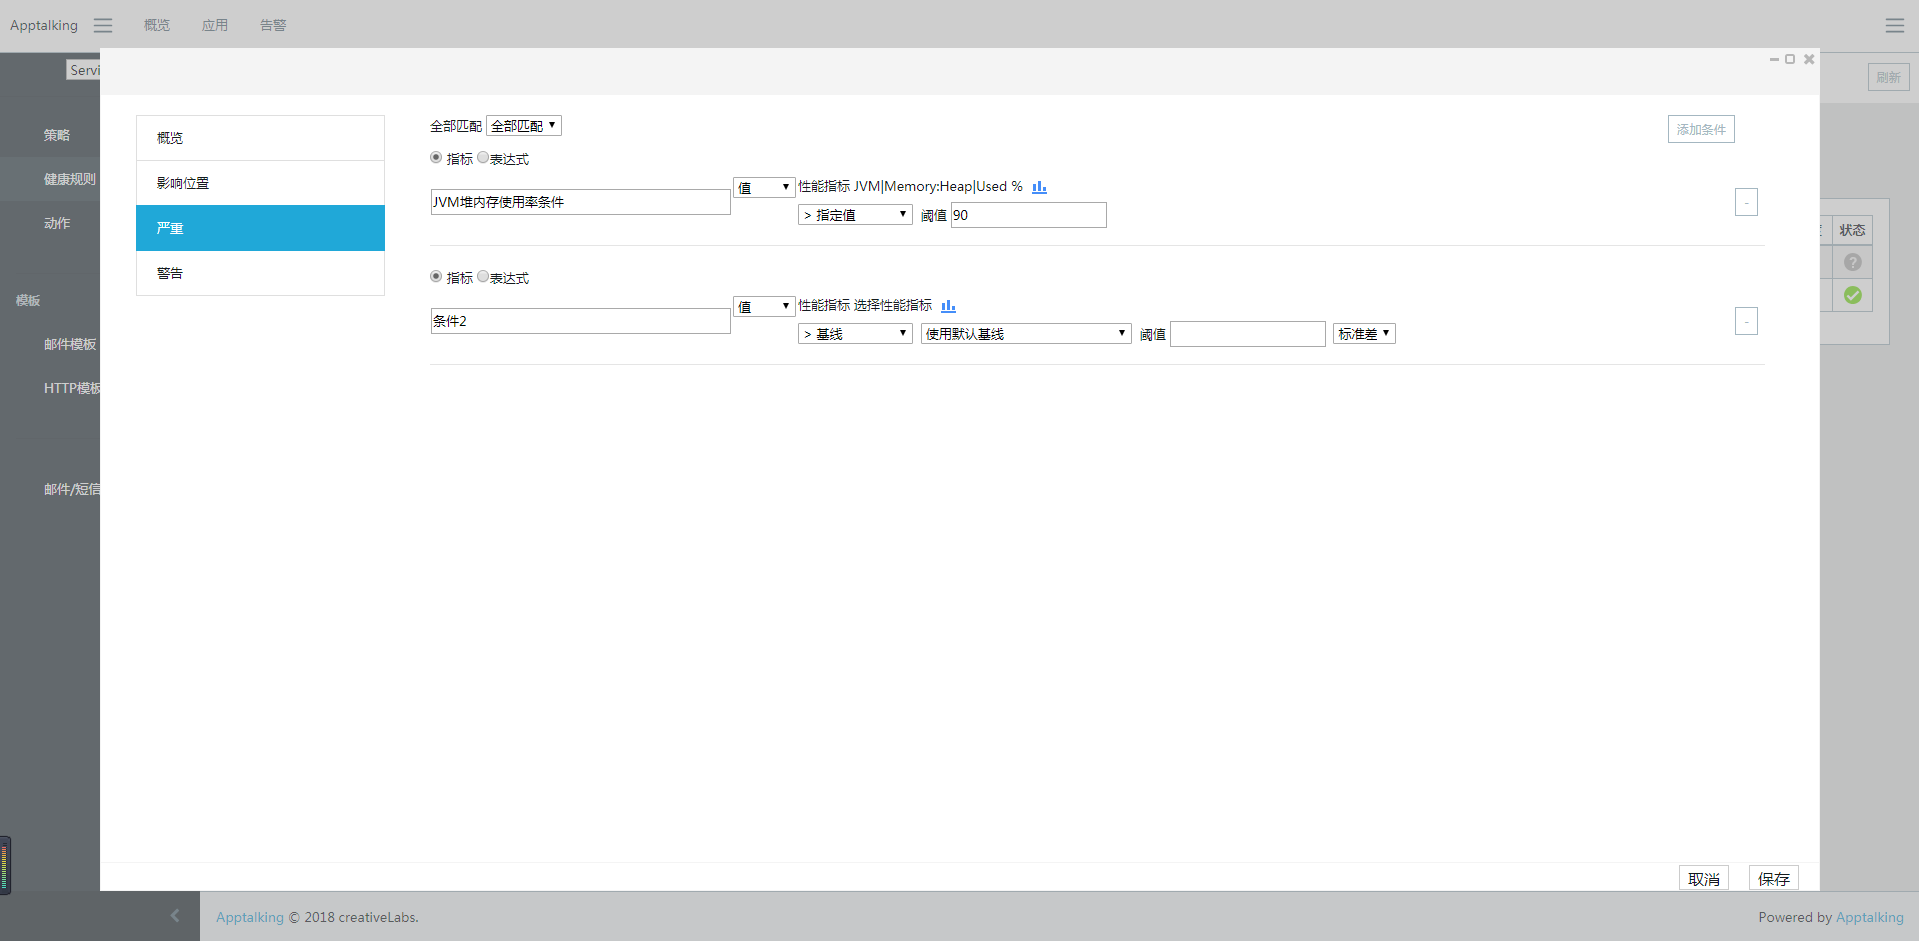 Apptalking 概览 应用 告警
Servi
刷新
策略
健康规则
动作
模板
邮件模板
HTTP模板
邮件/短信
概览
影响位置
严重
警告
全部匹配 全部匹配
添加条件
指标 表达式
JVM堆内存使用率条件 值 性能指标 JVM|Memory:Heap|Used %
> 指定值 阈值 90
-
指标 表达式
条件2 值 性能指标 选择性能指标
> 基线 使用默认基线 阈值 标准差
-
状态
取消 保存
Apptalking © 2018 creativeLabs.
Powered by Apptalking